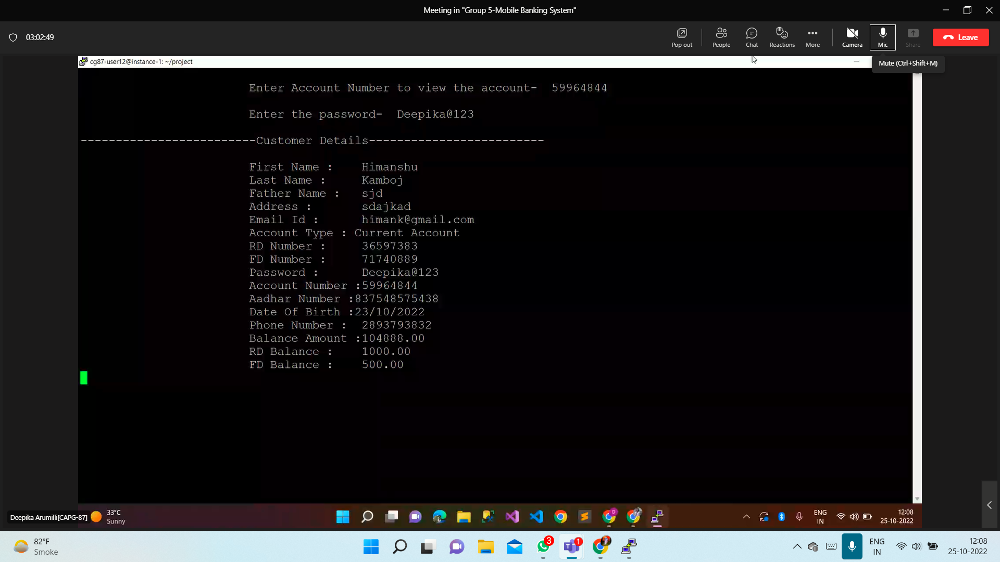 Meeting in "Group 5-Mobile Banking System"
03:02:49
Pop out
People
Chat
Reactions
More
Camera
Mic
Share
Leave
cg87-user12@instance-1: ~/project
Mute (Ctrl+Shift+M)
Enter Account Number to view the account- 59964844
Enter the password- Deepika@123
-------------------------Customer Details-------------------------
First Name : Himanshu
Last Name : Kamboj
Father Name : sjd
Address : sdajkad
Email Id : himank@gmail.com
Account Type : Current Account
RD Number : 36597383
FD Number : 71740889
Password : Deepika@123
Account Number :59964844
Aadhar Number :837548575438
Date Of Birth :23/10/2022
Phone Number : 2893793832
Balance Amount :104888.00
RD Balance : 1000.00
FD Balance : 500.00
Deepika Arumilli[CAPG-87]
33°C
Sunny
D
ENG
IN
12:08
25-10-2022
82°F
Smoke
3
1
ENG
IN
12:08
25-10-2022